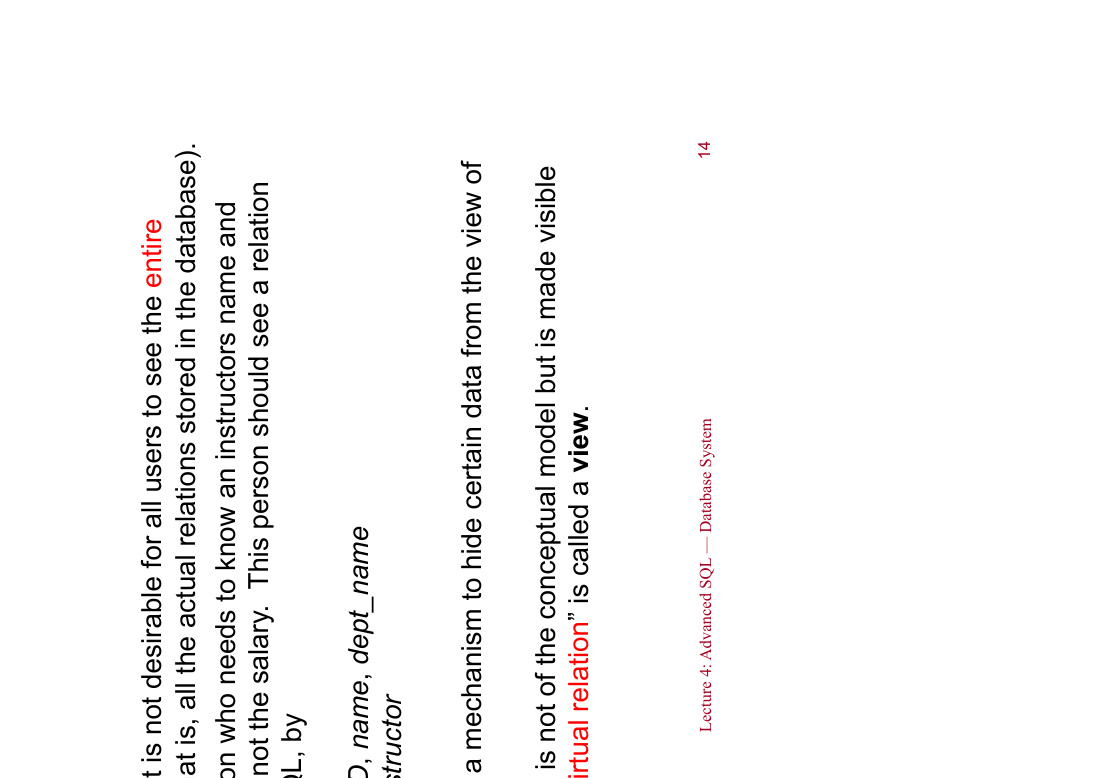 t is not desirable for all users to see the entire
at is, all the actual relations stored in the database).
on who needs to know an instructors name and
not the salary. This person should see a relation
QL, by
D, name, dept_name
structor
a mechanism to hide certain data from the view of
is not of the conceptual model but is made visible
irtual relation” is called a view.
Lecture 4: Advanced SQL — Database System 14